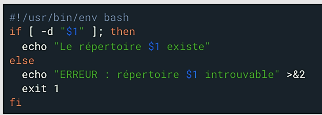 #!/usr/bin/env bash
if [ -d "$1" ]; then
  echo "Le répertoire $1 existe"
else
  echo "ERREUR : répertoire $1 introuvable" >&2
  exit 1
fi